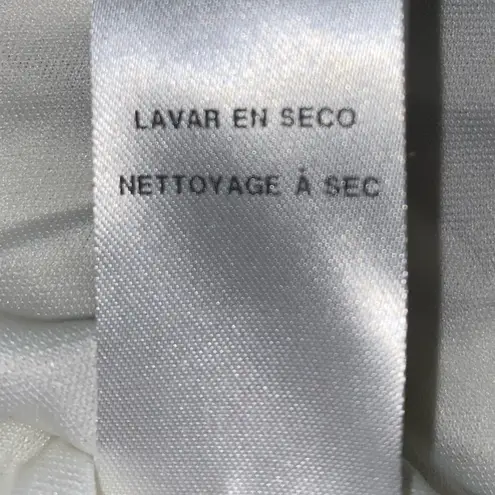 LAVAR EN SECO
NETTOYAGE À SEC